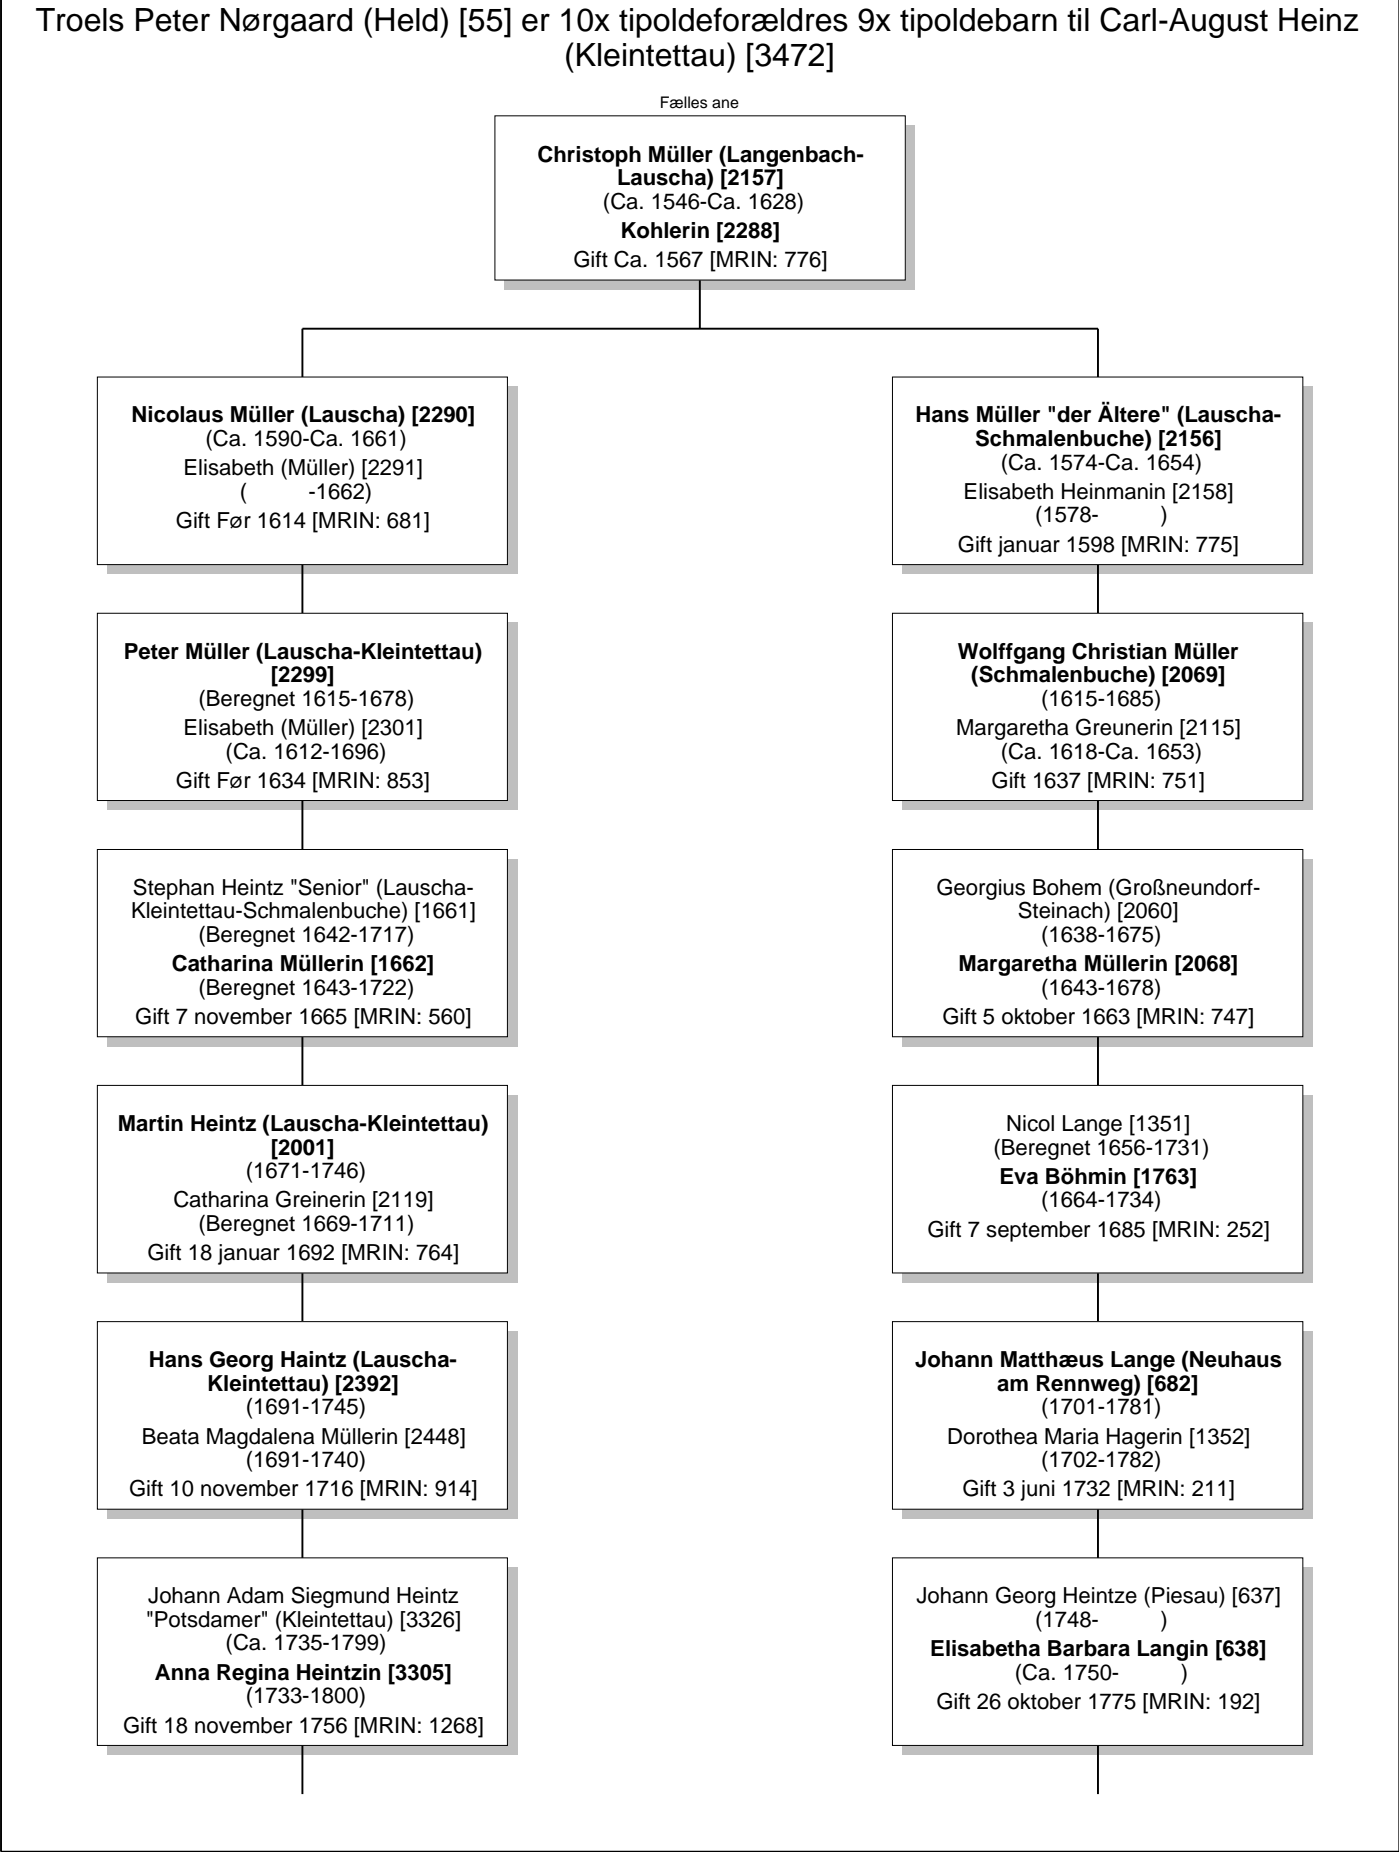 Troels Peter Nørgaard (Held) [55] er 10x tipoldeforældres 9x tipoldebarn til Carl-August Heinz
(Kleintettau) [3472]
Fælles ane
Christoph Müller (Langenbach-
Lauscha) [2157]
(Ca. 1546-Ca. 1628)
Kohlerin [2288]
Gift Ca. 1567 [MRIN: 776]
Nicolaus Müller (Lauscha) [2290]
(Ca. 1590-Ca. 1661)
Elisabeth (Müller) [2291]
( -1662)
Gift Før 1614 [MRIN: 681]
Hans Müller "der Ältere" (Lauscha-
Schmalenbuche) [2156]
(Ca. 1574-Ca. 1654)
Elisabeth Heinmanin [2158]
(1578- )
Gift januar 1598 [MRIN: 775]
Peter Müller (Lauscha-Kleintettau)
[2299]
(Beregnet 1615-1678)
Elisabeth (Müller) [2301]
(Ca. 1612-1696)
Gift Før 1634 [MRIN: 853]
Wolffgang Christian Müller
(Schmalenbuche) [2069]
(1615-1685)
Margaretha Greunerin [2115]
(Ca. 1618-Ca. 1653)
Gift 1637 [MRIN: 751]
Stephan Heintz "Senior" (Lauscha-
Kleintettau-Schmalenbuche) [1661]
(Beregnet 1642-1717)
Catharina Müllerin [1662]
(Beregnet 1643-1722)
Gift 7 november 1665 [MRIN: 560]
Georgius Bohem (Großneundorf-
Steinach) [2060]
(1638-1675)
Margaretha Müllerin [2068]
(1643-1678)
Gift 5 oktober 1663 [MRIN: 747]
Martin Heintz (Lauscha-Kleintettau)
[2001]
(1671-1746)
Catharina Greinerin [2119]
(Beregnet 1669-1711)
Gift 18 januar 1692 [MRIN: 764]
Nicol Lange [1351]
(Beregnet 1656-1731)
Eva Böhmin [1763]
(1664-1734)
Gift 7 september 1685 [MRIN: 252]
Hans Georg Haintz (Lauscha-
Kleintettau) [2392]
(1691-1745)
Beata Magdalena Müllerin [2448]
(1691-1740)
Gift 10 november 1716 [MRIN: 914]
Johann Matthæus Lange (Neuhaus
am Rennweg) [682]
(1701-1781)
Dorothea Maria Hagerin [1352]
(1702-1782)
Gift 3 juni 1732 [MRIN: 211]
Johann Adam Siegmund Heintz
"Potsdamer" (Kleintettau) [3326]
(Ca. 1735-1799)
Anna Regina Heintzin [3305]
(1733-1800)
Gift 18 november 1756 [MRIN: 1268]
Johann Georg Heintze (Piesau) [637]
(1748- )
Elisabetha Barbara Langin [638]
(Ca. 1750- )
Gift 26 oktober 1775 [MRIN: 192]